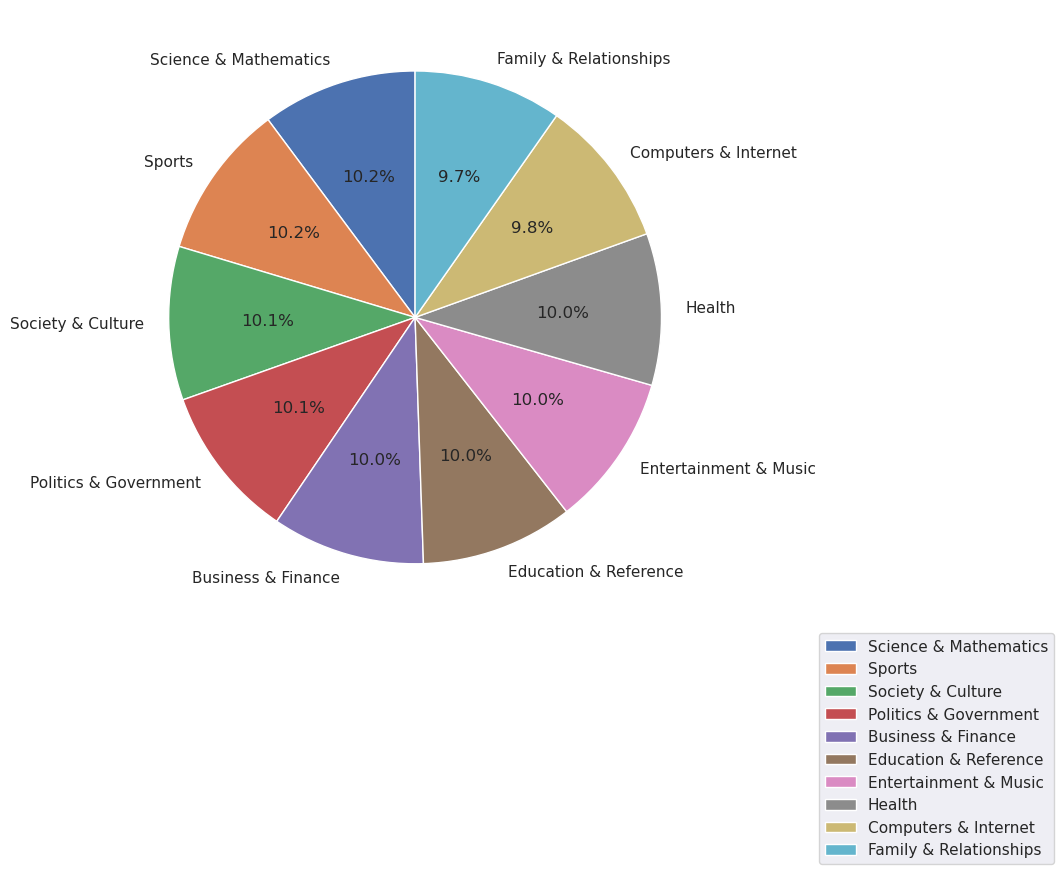 Family & Relationships
Science & Mathematics
Computers & Internet
Sports
10.2%
9.7%
9.8%
10.2%
Health
10.0%
Society & Culture
10.1%
10.0%
10.1%
10.0%
10.0%
Entertainment & Music
Politics & Government
Education & Reference
Business & Finance
Science & Mathematics
Sports
Society & Culture
Politics & Government
Business & Finance
Education & Reference
Entertainment & Music
Health
Computers & Internet
Family & Relationships